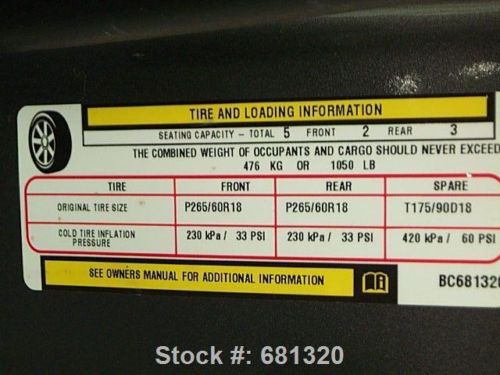 TIRE AND LOADING INFORMATION
SEATING CAPACITY - TOTAL 5 FRONT 2 REAR 3
THE COMBINED WEIGHT OF OCCUPANTS AND CARGO SHOULD NEVER EXCEED
476 KG OR 1050 LB
TIRE FRONT REAR SPARE
ORIGINAL TIRE SIZE P265/60R18 P265/60R18 T175/90D18
COLD TIRE INFLATION PRESSURE 230 kPa / 33 PSI 230 kPa / 33 PSI 420 kPa / 60 PSI
SEE OWNERS MANUAL FOR ADDITIONAL INFORMATION
BC681320
Stock #: 681320